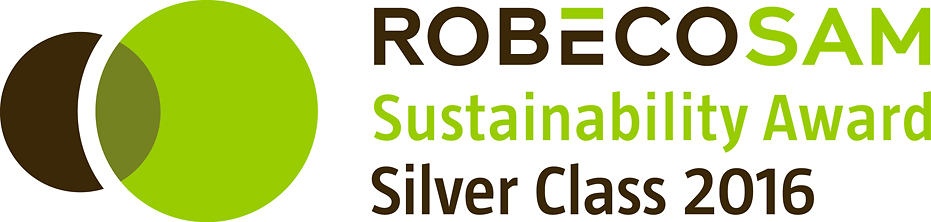 ROBECOSAM
Sustainability Award
Silver Class 2016